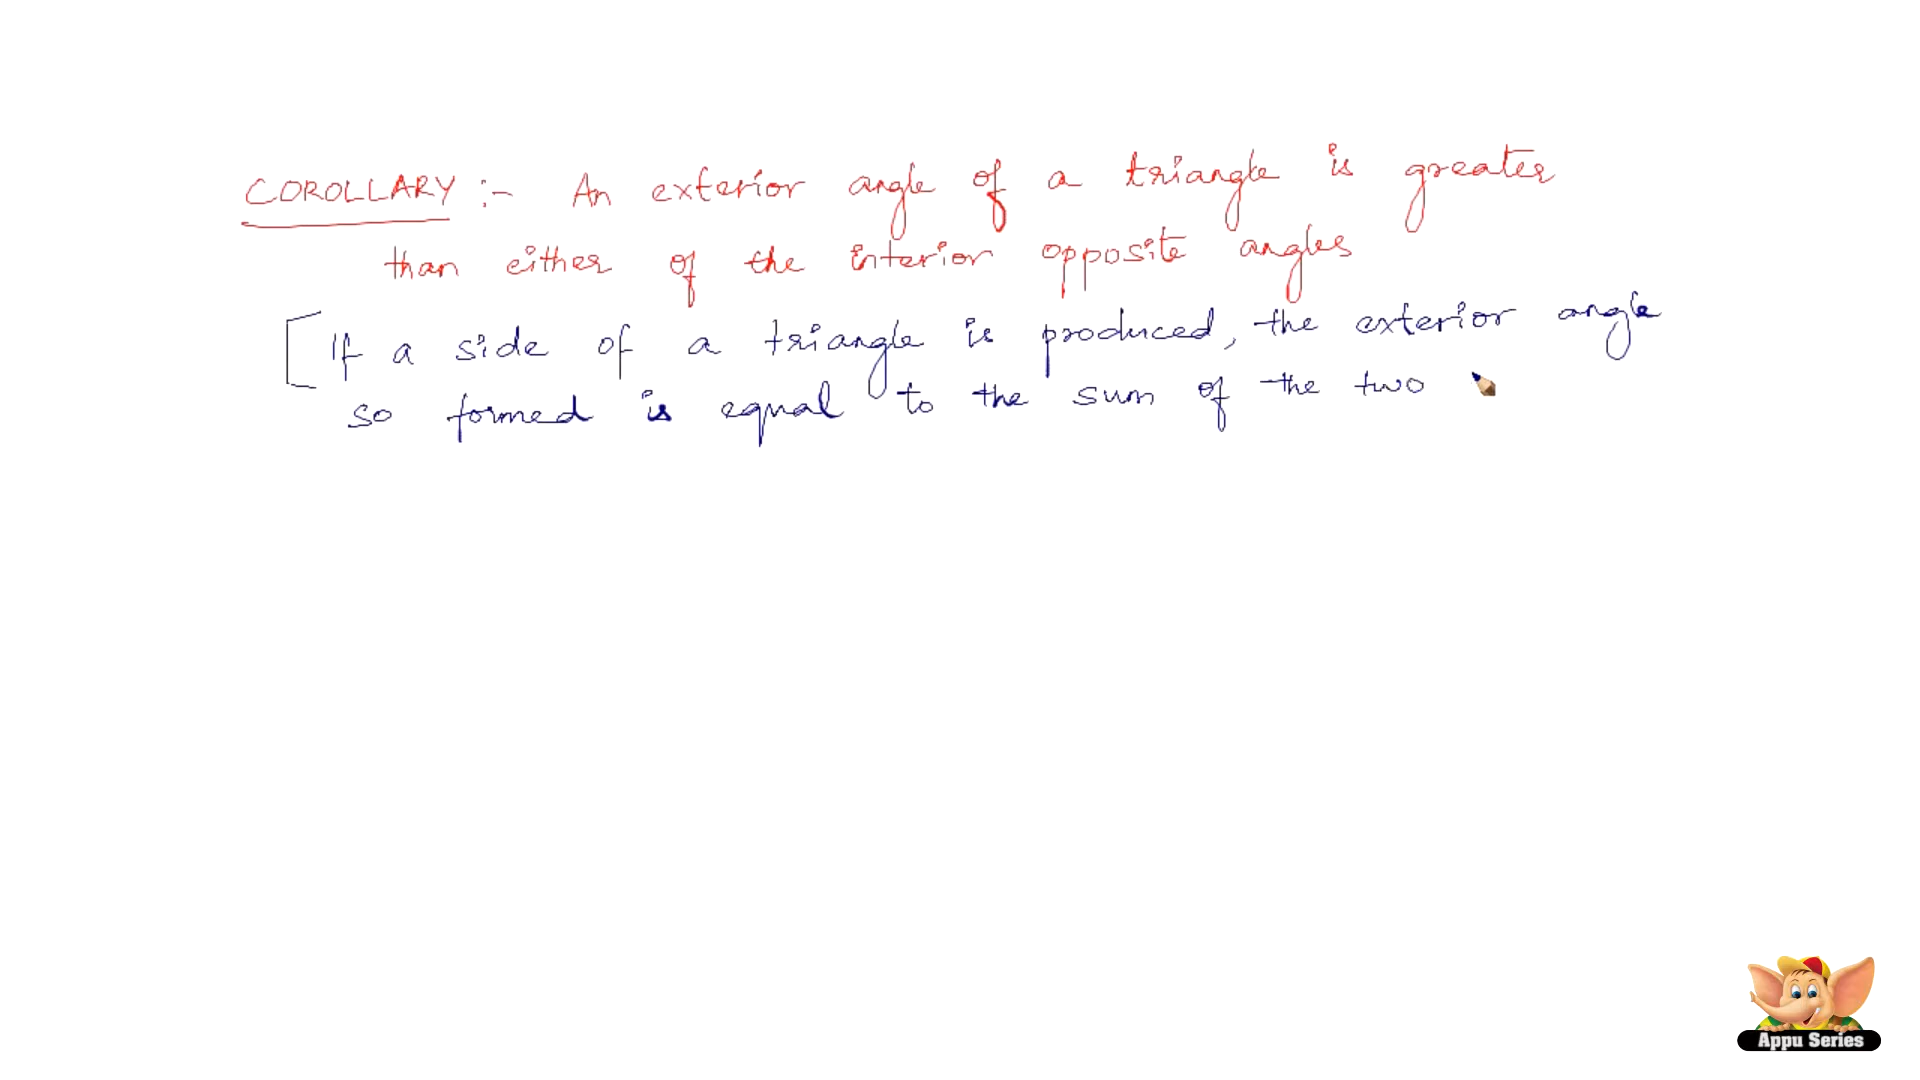 COROLLARY :- An exterior angle of a triangle is greater
than either of the interior opposite angles
[If a side of a triangle is produced, the exterior angle
so formed is equal to the sum of the two
Appu Series